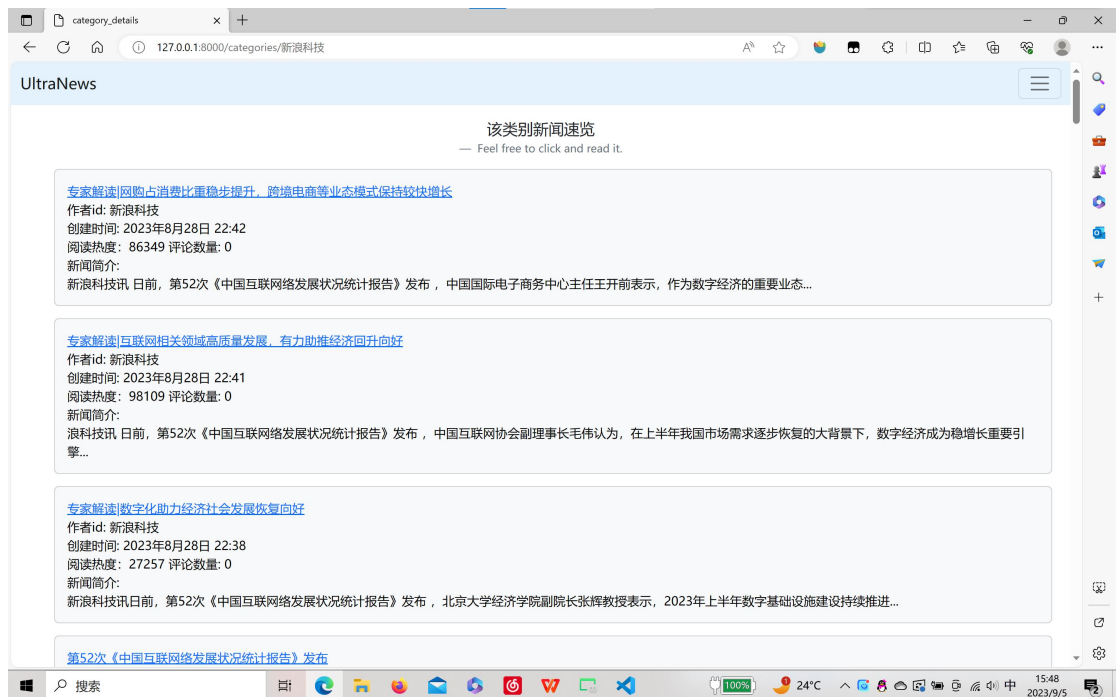 category_details
127.0.0.1:8000/categories/新浪科技
UltraNews
该类别新闻速览
— Feel free to click and read it.
专家解读|网购占消费比重稳步提升，跨境电商等业态模式保持较快增长
作者id: 新浪科技
创建时间: 2023年8月28日 22:42
阅读热度：86349 评论数量: 0
新闻简介:
新浪科技讯 日前，第52次《中国互联网络发展状况统计报告》发布 ，中国国际电子商务中心主任王开前表示，作为数字经济的重要业态...
专家解读|互联网相关领域高质量发展，有力助推经济回升向好
作者id: 新浪科技
创建时间: 2023年8月28日 22:41
阅读热度：98109 评论数量: 0
新闻简介:
浪科技讯 日前，第52次《中国互联网络发展状况统计报告》发布 ，中国互联网协会副理事长毛伟认为，在上半年我国市场需求逐步恢复的大背景下，数字经济成为稳增长重要引
擎...
专家解读|数字化助力经济社会发展恢复向好
作者id: 新浪科技
创建时间: 2023年8月28日 22:38
阅读热度：27257 评论数量: 0
新闻简介:
新浪科技讯日前，第52次《中国互联网络发展状况统计报告》发布 ，北京大学经济学院副院长张辉教授表示，2023年上半年数字基础设施建设持续推进...
第52次《中国互联网络发展状况统计报告》发布
搜索
100%
24°C
中
15:48
2023/9/5
2